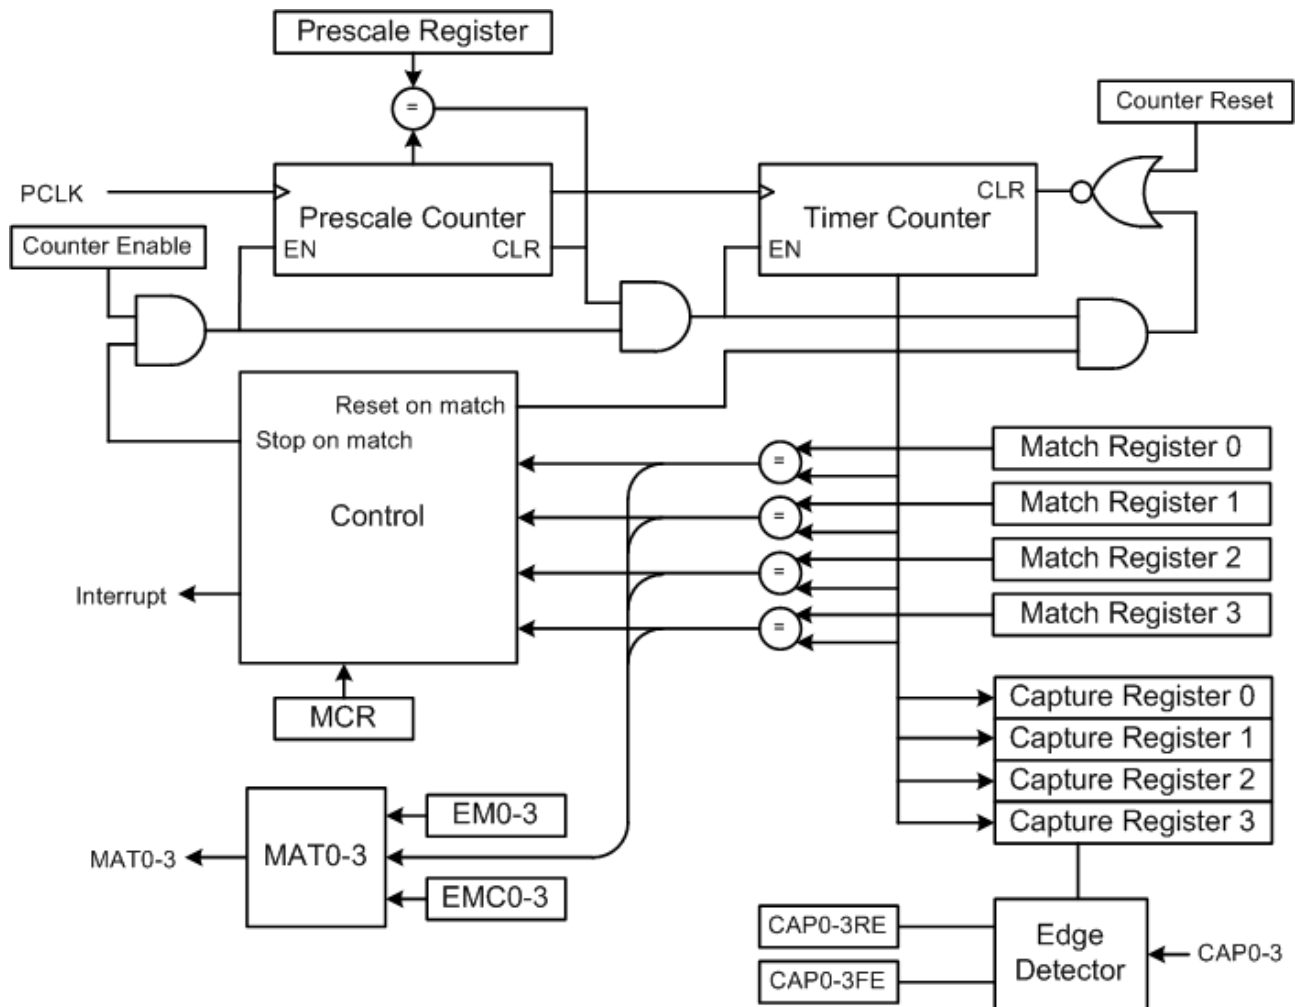 Prescale Register
=
Counter Reset
PCLK
Prescale Counter
EN
CLR
Timer Counter
CLR
EN
Counter Enable
Reset on match
Stop on match
Control
Interrupt
MCR
=
=
=
=
Match Register 0
Match Register 1
Match Register 2
Match Register 3
Capture Register 0
Capture Register 1
Capture Register 2
Capture Register 3
EM0-3
MAT0-3
MAT0-3
EMC0-3
CAP0-3RE
CAP0-3FE
Edge
Detector
CAP0-3